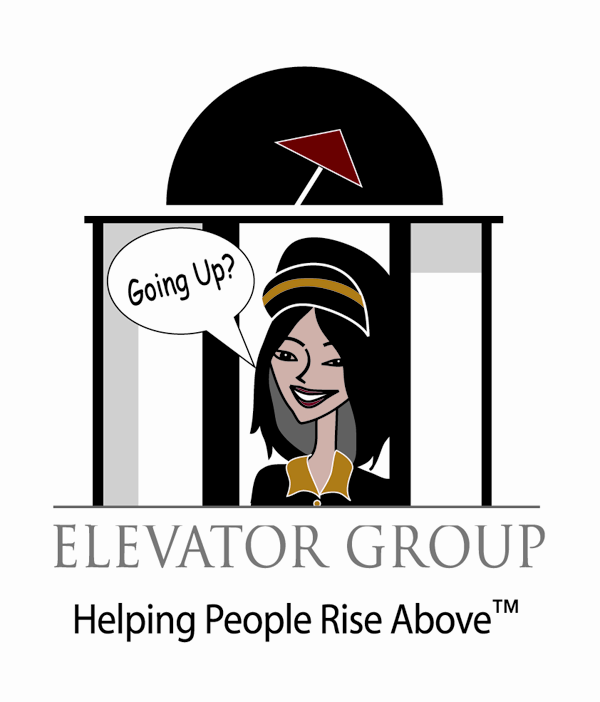 Going Up?
ELEVATOR GROUP
Helping People Rise Above™